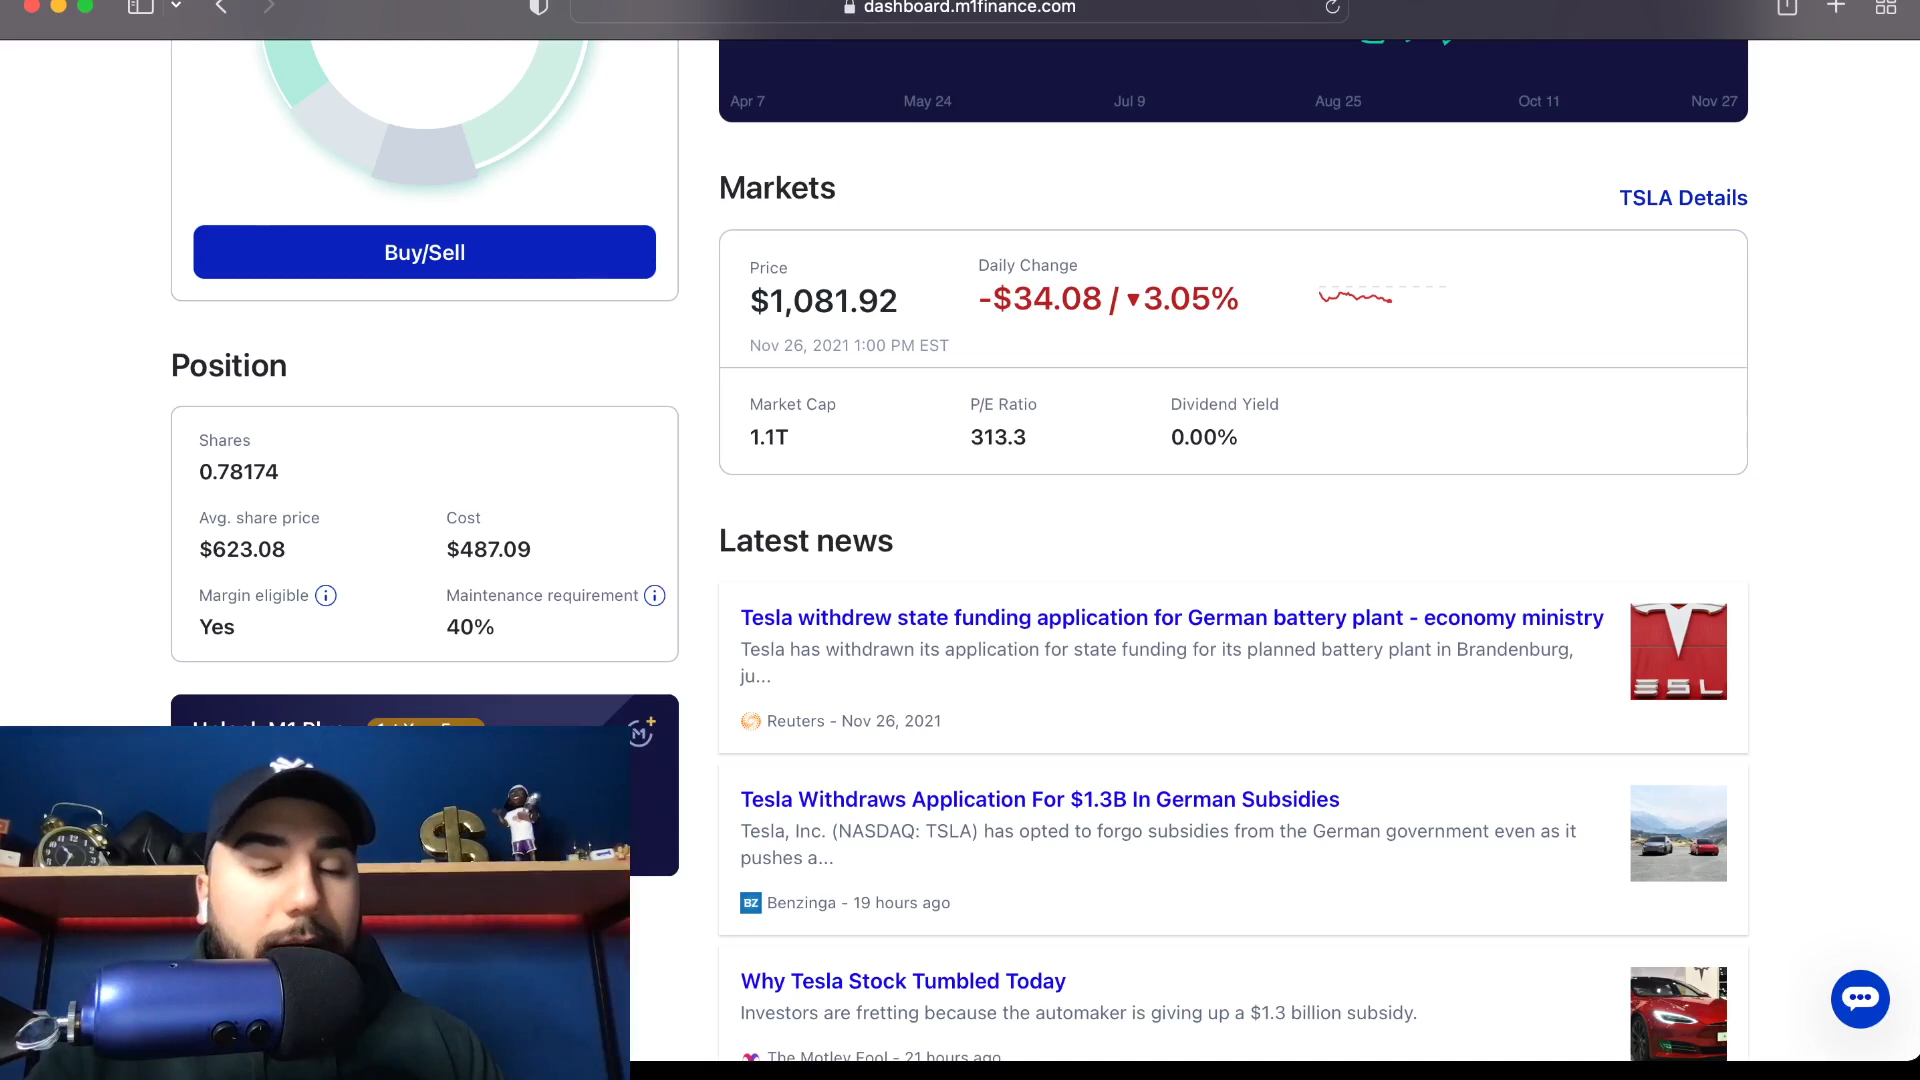 dashboard.m1finance.com
Apr 7
May 24
Jul 9
Aug 25
Oct 11
Nov 27
Buy/Sell
Markets
TSLA Details
Price
$1,081.92
Nov 26, 2021 1:00 PM EST
Daily Change
-$34.08 / ▼3.05%
Market Cap
1.1T
P/E Ratio
313.3
Dividend Yield
0.00%
Position
Shares
0.78174
Avg. share price
$623.08
Cost
$487.09
Margin eligible
Yes
Maintenance requirement
40%
Latest news
Tesla withdrew state funding application for German battery plant - economy ministry
Tesla has withdrawn its application for state funding for its planned battery plant in Brandenburg,
ju...
Reuters - Nov 26, 2021
Tesla Withdraws Application For $1.3B In German Subsidies
Tesla, Inc. (NASDAQ: TSLA) has opted to forgo subsidies from the German government even as it
pushes a...
BZ Benzinga - 19 hours ago
Why Tesla Stock Tumbled Today
Investors are fretting because the automaker is giving up a $1.3 billion subsidy.
The Motley Fool - 21 hours ago